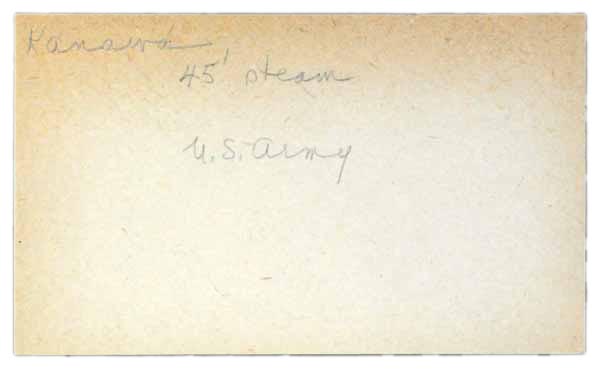 Kanawa
45' steam
U.S. Army